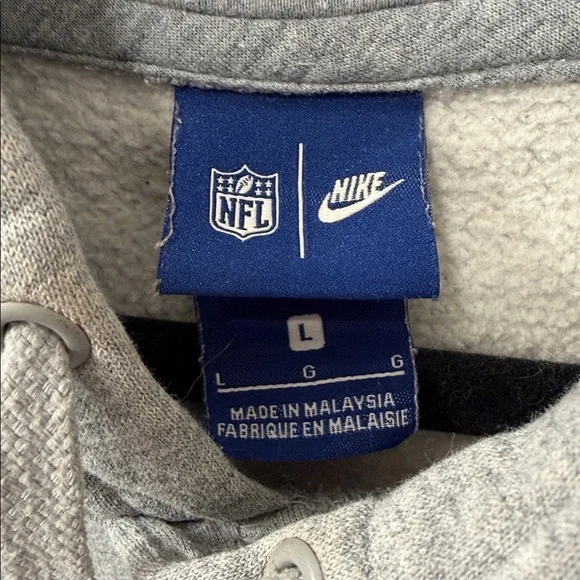 NFL NIKE
L
L G G
MADE IN MALAYSIA
FABRIQUE EN MALAISIE